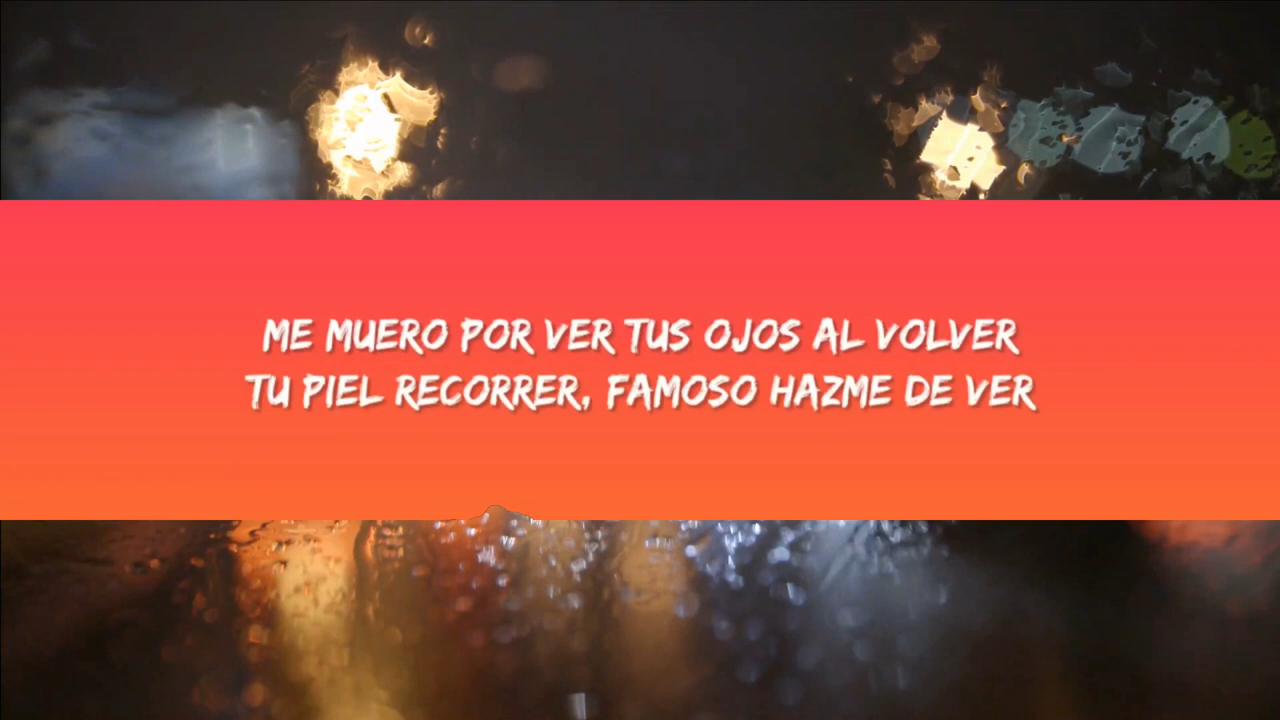 ME MUERO POR VER TUS OJOS AL VOLVER
TU PIEL RECORRER, FAMOSO HAZME DE VER